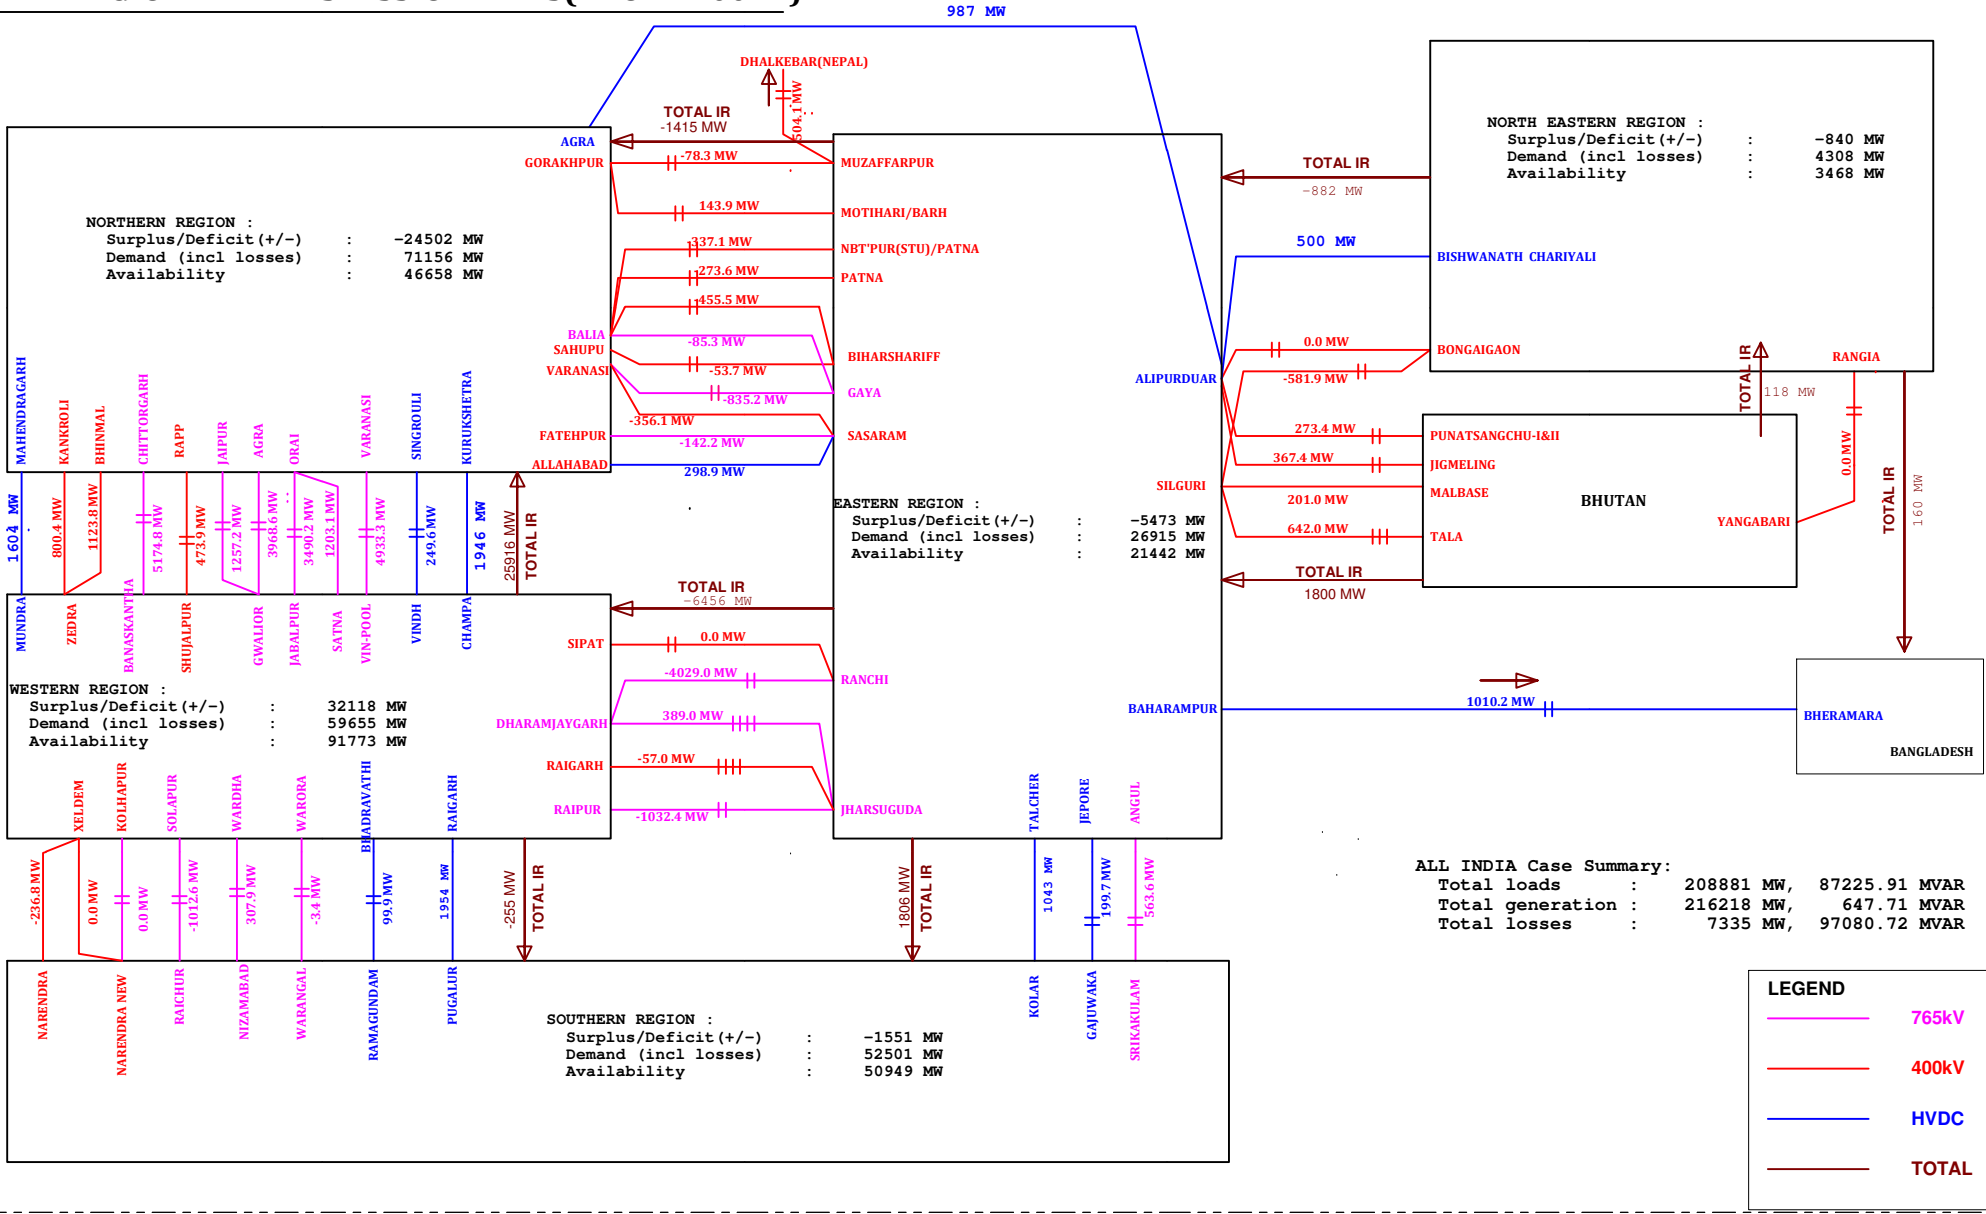 987 MW
DHALKEBAR(NEPAL)
504.1 MW
TOTAL IR
-1415 MW
AGRA
GORAKHPUR
-78.3 MW
MUZAFFARPUR
143.9 MW
MOTIHARI/BARH
-337.1 MW
NBT'PUR(STU)/PATNA
-273.6 MW
PATNA
-455.5 MW
BALIA
-85.3 MW
SAHUPU
-53.7 MW
BIHARSHARIFF
VARANASI
-835.2 MW
GAYA
-356.1 MW
FATEHPUR
-142.2 MW
SASARAM
ALLAHABAD
298.9 MW
NORTHERN REGION :
Surplus/Deficit(+/-) : -24502 MW
Demand (incl losses) : 71156 MW
Availability : 46658 MW
MAHENDRAGARH
KANKROLI
BHINMAL
CHITTORGARH
RAPP
JAIPUR
AGRA
ORAI
VARANASI
SINGROULI
KURUKSHETRA
1604 MW
800.4 MW
1123.8 MW
5174.8 MW
473.9 MW
1257.2 MW
3968.6 MW
3490.2 MW
1203.1 MW
4933.3 MW
249.6 MW
1946 MW
25916 MW
TOTAL IR
MUNDRA
ZEDRA
BANASKANTHA
SHUJALPUR
GWALIOR
JABALPUR
SATNA
VIN-POOL
VINDH
CHAMPA
NORTH EASTERN REGION :
Surplus/Deficit(+/-) : -840 MW
Demand (incl losses) : 4308 MW
Availability : 3468 MW
TOTAL IR
-882 MW
500 MW
BISHWANATH CHARIYALI
0.0 MW
BONGAIGAON
-581.9 MW
RANGIA
ALIPURDUAR
TOTAL IR
118 MW
0.0 MW
TOTAL IR
160 MW
273.4 MW
PUNATSANGCHU-I&II
367.4 MW
JIGMELING
SILGURI
201.0 MW
MALBASE
642.0 MW
TALA
BHUTAN
YANGABARI
TOTAL IR
1800 MW
EASTERN REGION :
Surplus/Deficit(+/-) : -5473 MW
Demand (incl losses) : 26915 MW
Availability : 21442 MW
TOTAL IR
-6456 MW
SIPAT
0.0 MW
RANCHI
-4029.0 MW
DHARAMJAYGARH
389.0 MW
RAIGARH
-57.0 MW
RAIPUR
-1032.4 MW
JHARSUGUDA
BAHARAMPUR
1010.2 MW
BHERAMARA
BANGLADESH
WESTERN REGION :
Surplus/Deficit(+/-) : 32118 MW
Demand (incl losses) : 59655 MW
Availability : 91773 MW
XELDEM
KOLHAPUR
SOLAPUR
WARDHA
WARORA
BHADRAVATHI
RAIGARH
TALCHER
JEPORE
ANGUL
-236.8 MW
0.0 MW
0.0 MW
-1012.6 MW
307.9 MW
-3.4 MW
99.9 MW
1954 MW
-255 MW
TOTAL IR
1806 MW
TOTAL IR
1043 MW
199.7 MW
563.6 MW
NARENDRA
NARENDRA NEW
RAICHUR
NIZAMABAD
WARANGAL
RAMAGUNDAM
PUGALUR
KOLAR
GAJUWAKA
SRIKAKULAM
SOUTHERN REGION :
Surplus/Deficit(+/-) : -1551 MW
Demand (incl losses) : 52501 MW
Availability : 50949 MW
ALL INDIA Case Summary:
Total loads : 208881 MW, 87225.91 MVAR
Total generation : 216218 MW, 647.71 MVAR
Total losses : 7335 MW, 97080.72 MVAR
LEGEND
765kV
400kV
HVDC
TOTAL